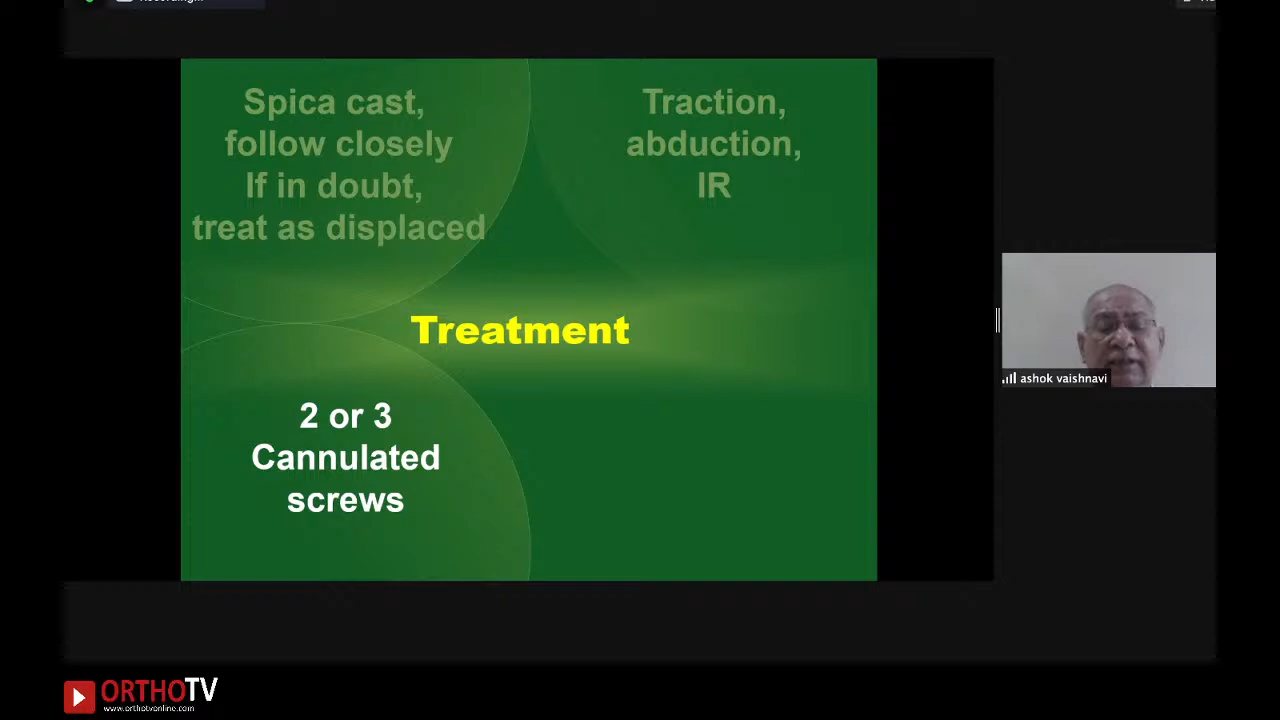 Spica cast,
follow closely
If in doubt,
treat as displaced
Traction,
abduction,
IR
Treatment
2 or 3
Cannulated
screws
ashok vaishnavi
ORTHOTV
www.orthotvonline.com